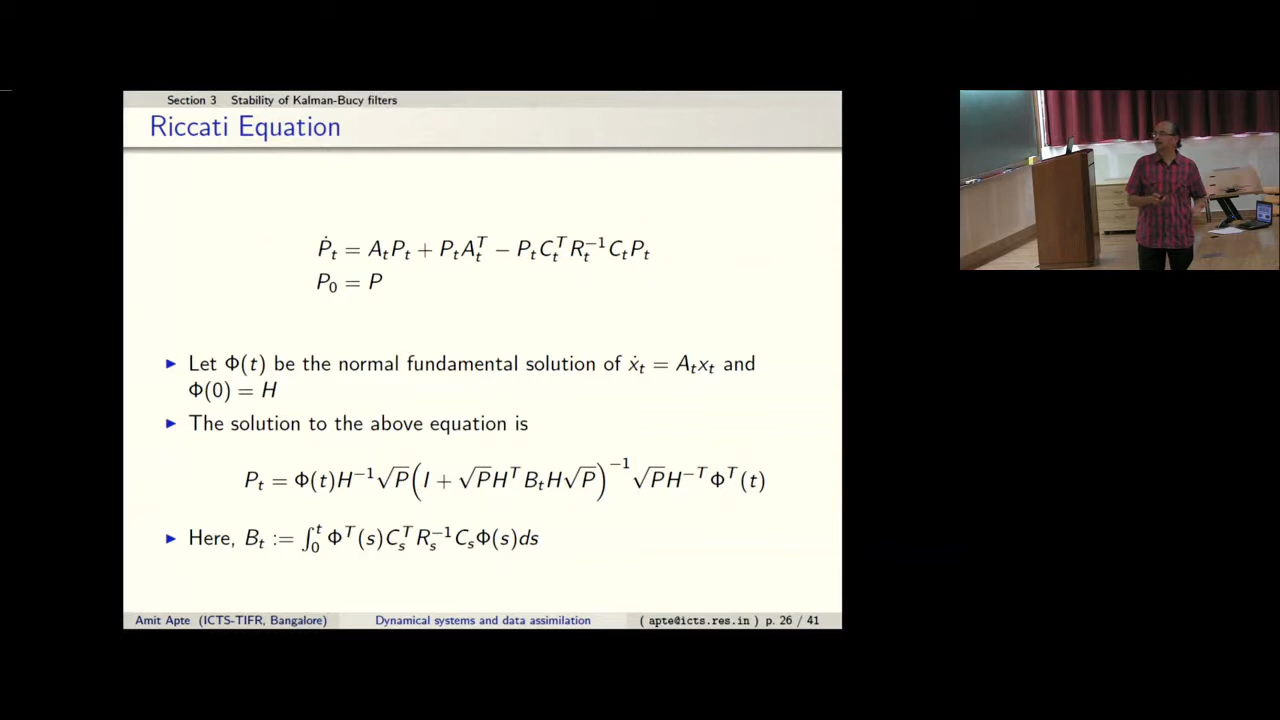 Section 3 Stability of Kalman-Bucy filters
Riccati Equation
Ṗ_t = A_t P_t + P_t A_t^T − P_t C_t^T R_t^{−1} C_t P_t
P_0 = P
▶ Let Φ(t) be the normal fundamental solution of ẋ_t = A_t x_t and
Φ(0) = H
▶ The solution to the above equation is
P_t = Φ(t)H^{−1}√P(I + √P H^T B_t H√P)^{−1} √P H^{−T} Φ^T(t)
▶ Here, B_t := ∫_0^t Φ^T(s)C_s^T R_s^{−1} C_s Φ(s)ds
Amit Apte (ICTS-TIFR, Bangalore) Dynamical systems and data assimilation ( apte@icts.res.in ) p. 26 / 41